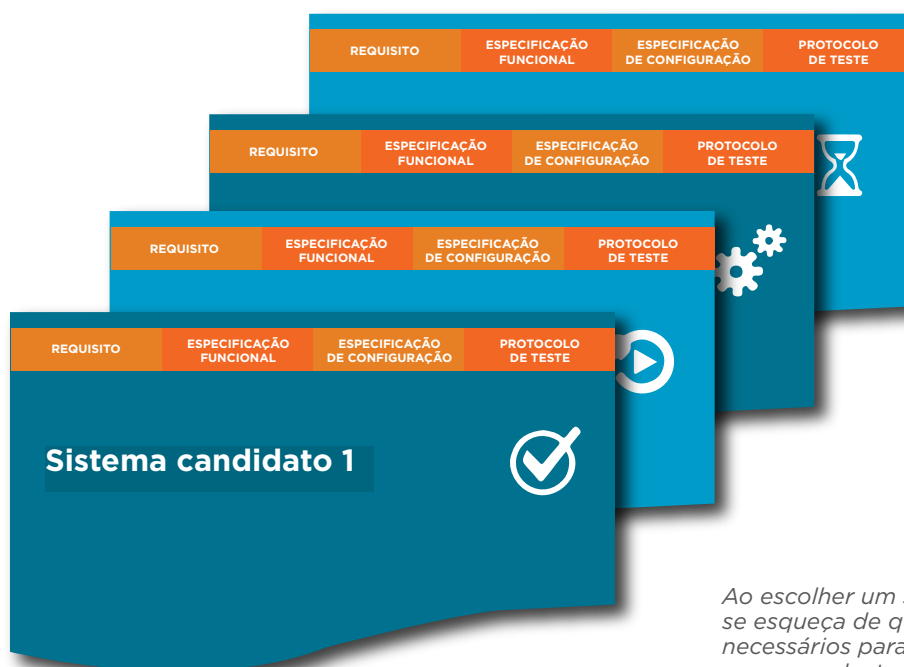 REQUISITO
ESPECIFICAÇÃO
FUNCIONAL
ESPECIFICAÇÃO
DE CONFIGURAÇÃO
PROTOCOLO
DE TESTE
REQUISITO
ESPECIFICAÇÃO
FUNCIONAL
ESPECIFICAÇÃO
DE CONFIGURAÇÃO
PROTOCOLO
DE TESTE
REQUISITO
ESPECIFICAÇÃO
FUNCIONAL
ESPECIFICAÇÃO
DE CONFIGURAÇÃO
PROTOCOLO
DE TESTE
REQUISITO
ESPECIFICAÇÃO
FUNCIONAL
ESPECIFICAÇÃO
DE CONFIGURAÇÃO
PROTOCOLO
DE TESTE
Sistema candidato 1
Ao escolher um
se esqueça de
necessários para